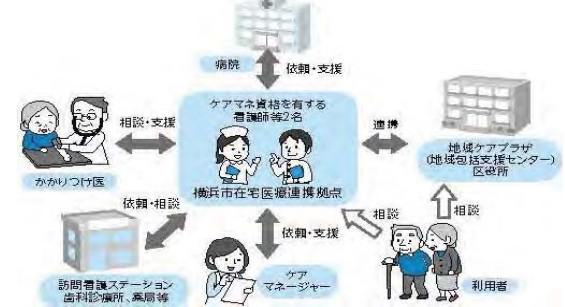 病院
依頼・支援
ケアマネ資格を有する
看護師等2名
相談・支援
連携
かかりつけ医
横浜市在宅医療連携拠点
地域ケアプラザ
(地域包括支援センター)
区役所
依頼・相談
依頼・支援
相談
相談
訪問看護ステーション
歯科診療所、薬局等
ケア
マネージャー
利用者